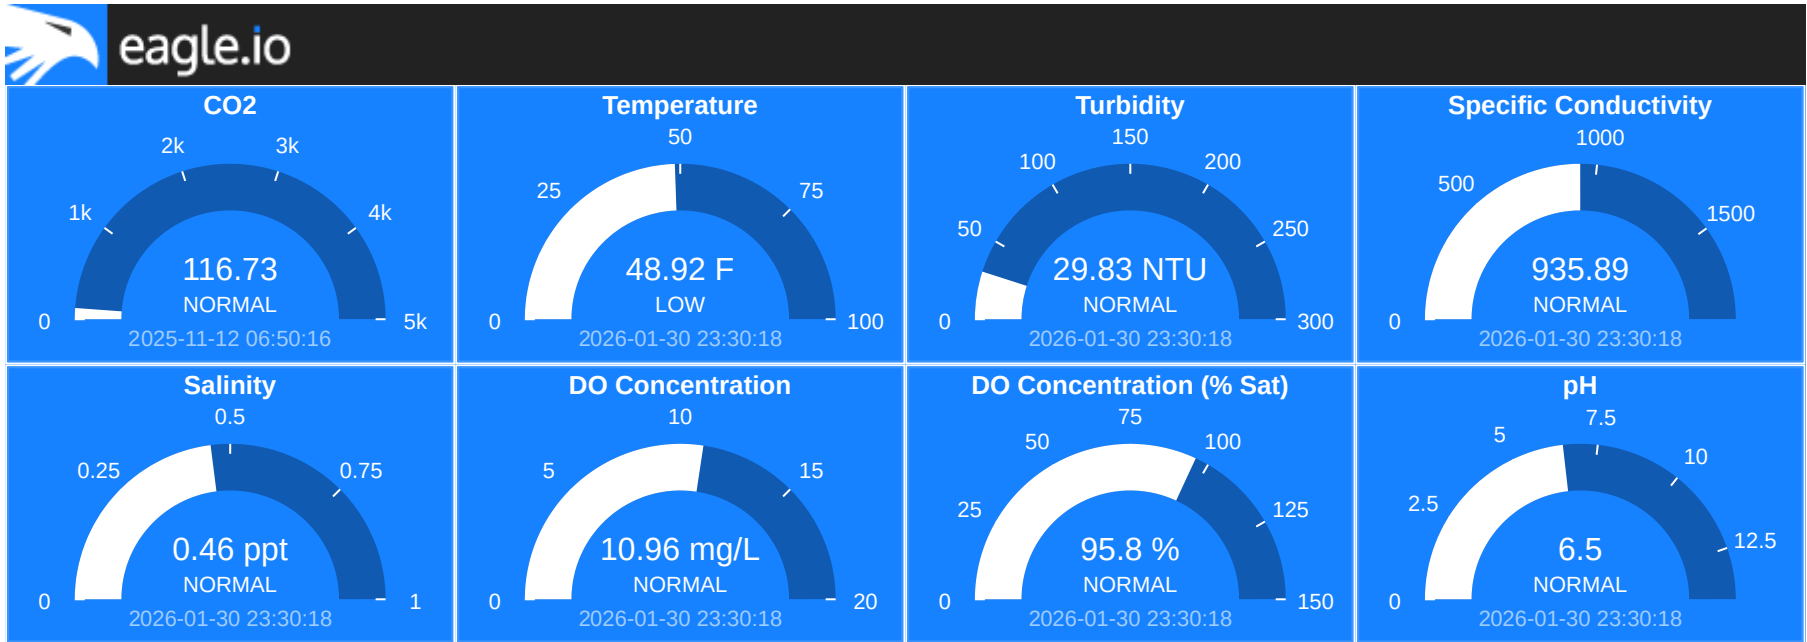 eagle.io
CO2
0
1k
2k
3k
4k
5k
116.73
NORMAL
2025-11-12 06:50:16
Temperature
0
25
50
75
100
48.92 F
LOW
2026-01-30 23:30:18
Turbidity
0
50
100
150
200
250
300
29.83 NTU
NORMAL
2026-01-30 23:30:18
Specific Conductivity
0
500
1000
1500
935.89
NORMAL
2026-01-30 23:30:18
Salinity
0
0.25
0.5
0.75
1
0.46 ppt
NORMAL
2026-01-30 23:30:18
DO Concentration
0
5
10
15
20
10.96 mg/L
NORMAL
2026-01-30 23:30:18
DO Concentration (% Sat)
0
25
50
75
100
125
150
95.8 %
NORMAL
2026-01-30 23:30:18
pH
0
2.5
5
7.5
10
12.5
6.5
NORMAL
2026-01-30 23:30:18